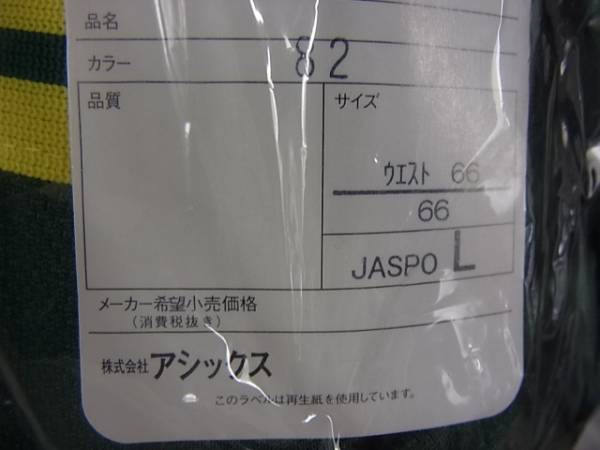 品名
カラー 82
品質
サイズ
ウエスト 66
66
JASPO L
メーカー希望小売価格
(消費税抜き)
株式会社 アシックス
このラベルは再生紙を使用しています。